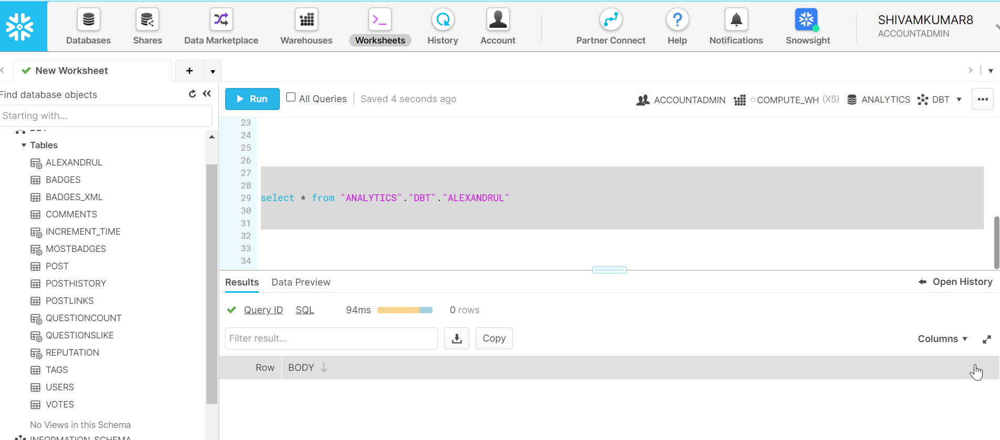 Databases
Shares
Data Marketplace
Warehouses
Worksheets
History
Account
Partner Connect
Help
Notifications
Snowsight
SHIVAMKUMAR8
ACCOUNTADMIN
New Worksheet
Find database objects
Starting with...
DBT
Tables
ALEXANDRUL
BADGES
BADGES_XML
COMMENTS
INCREMENT_TIME
MOSTBADGES
POST
POSTHISTORY
POSTLINKS
QUESTIONCOUNT
QUESTIONSLIKE
REPUTATION
TAGS
USERS
VOTES
No Views in this Schema
INFORMATION_SCHEMA
Run
All Queries
Saved 4 seconds ago
ACCOUNTADMIN
COMPUTE_WH (XS)
ANALYTICS
DBT
23
24
25
26
27
28
29 select * from "ANALYTICS"."DBT"."ALEXANDRUL"
30
31
32
33
34
Results
Data Preview
Open History
Query ID
SQL
94ms
0 rows
Filter result...
Copy
Columns
Row
BODY